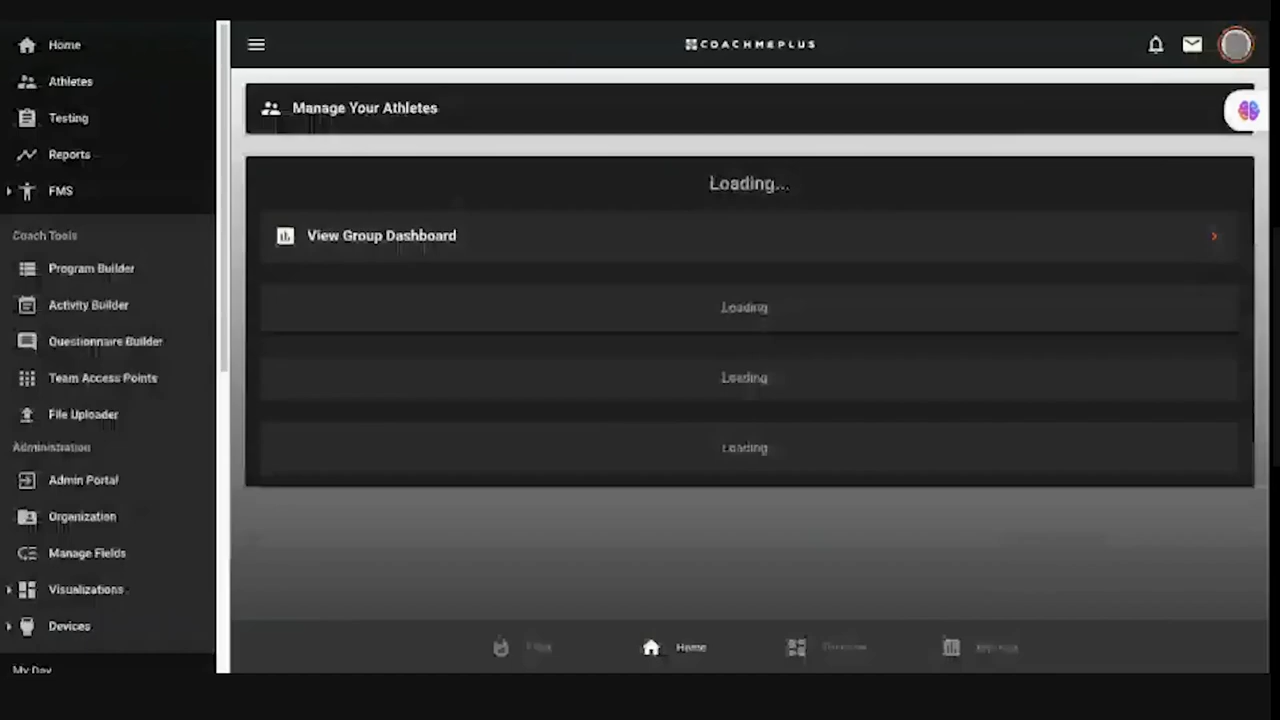 Home
Athletes
Testing
Reports
FMS
Coach Tools
Program Builder
Activity Builder
Questionnaire Builder
Team Access Points
File Uploader
Administration
Admin Portal
Organization
Manage Fields
Visualizations
Devices
My Day
COACHMEPLUS
Manage Your Athletes
Loading...
View Group Dashboard
Loading
Loading
Loading
Home